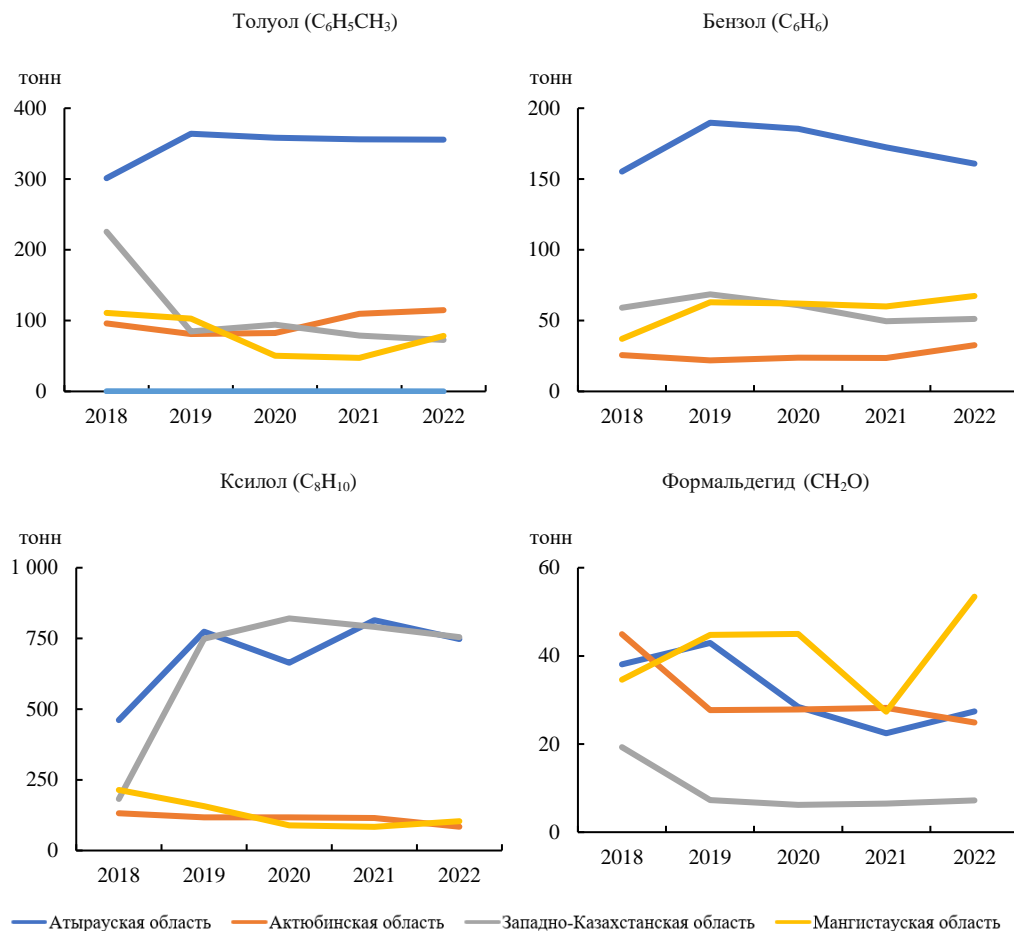 Толуол (C₆H₅CH₃)
тонн
400
300
200
100
0
2018 2019 2020 2021 2022
Бензол (C₆H₆)
тонн
200
150
100
50
0
2018 2019 2020 2021 2022
Ксилол (C₈H₁₀)
тонн
1 000
750
500
250
0
2018 2019 2020 2021 2022
Формальдегид (CH₂O)
тонн
60
40
20
0
2018 2019 2020 2021 2022
Атырауская область Актюбинская область Западно-Казахстанская область Мангистауская область